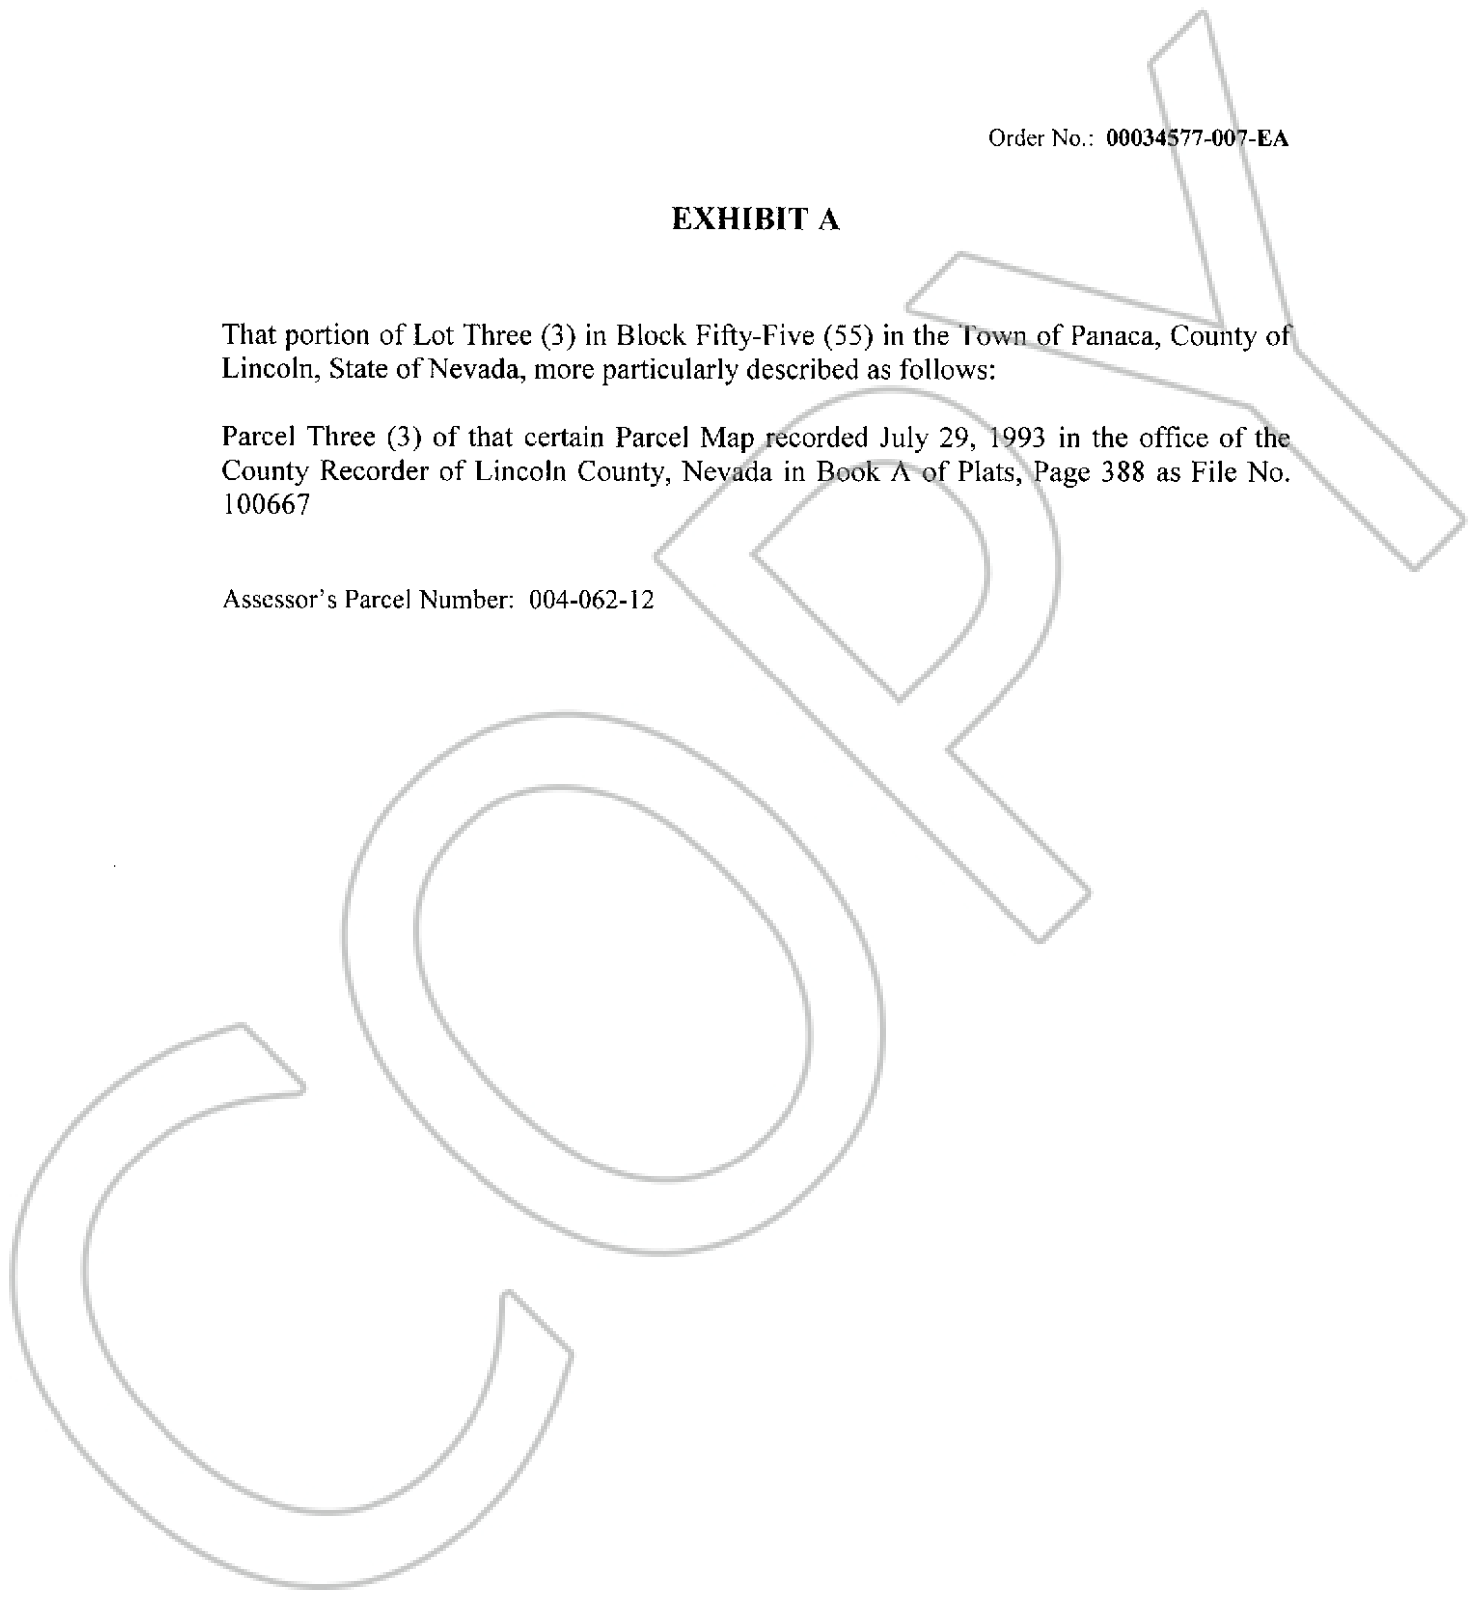 Order No.: 00034577-007-EA
EXHIBIT A
That portion of Lot Three (3) in Block Fifty-Five (55) in the Town of Panaca, County of
Lincoln, State of Nevada, more particularly described as follows:
Parcel Three (3) of that certain Parcel Map recorded July 29, 1993 in the office of the
County Recorder of Lincoln County, Nevada in Book A of Plats, Page 388 as File No.
100667
Assessor's Parcel Number: 004-062-12
COPY